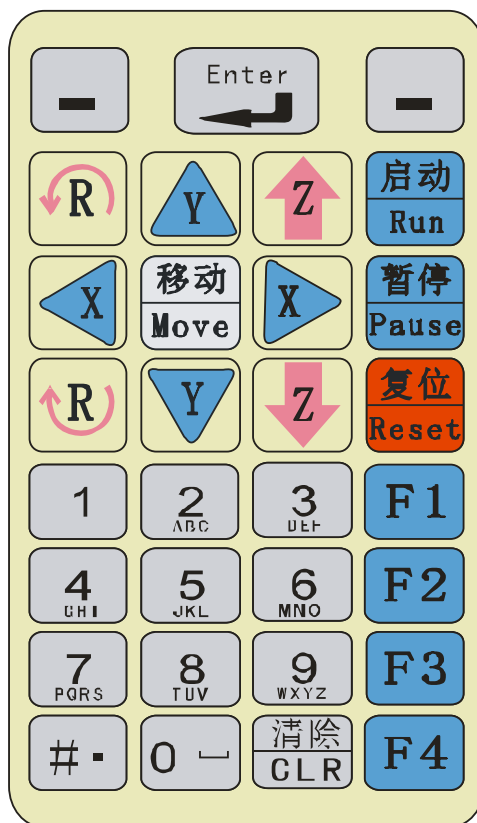 Enter
R Y Z 启动
Run
X 移动 X 暂停
Move Pause
R Y Z 复位
Reset
1 2 3 F1
ABC DEF
4 5 6 F2
GHI JKL MNO
7 8 9 F3
PQRS TUV WXYZ
#· 0 ⎵ 清除 F4
CLR